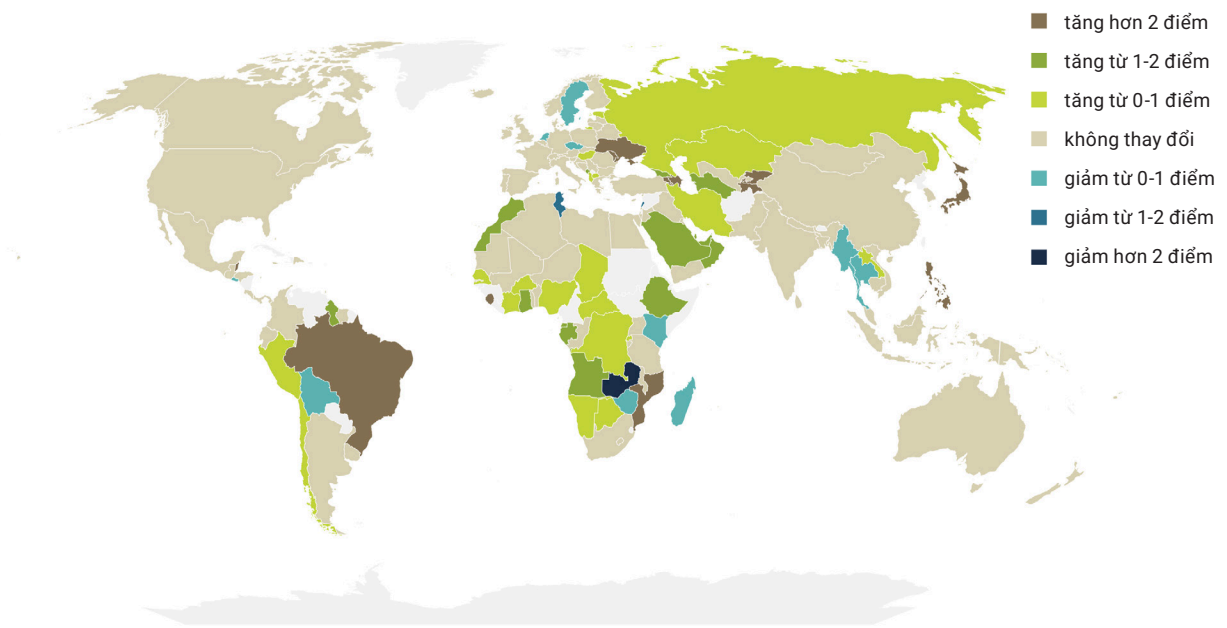 tăng hơn 2 điểm
tăng từ 1-2 điểm
tăng từ 0-1 điểm
không thay đổi
giảm từ 0-1 điểm
giảm từ 1-2 điểm
giảm hơn 2 điểm